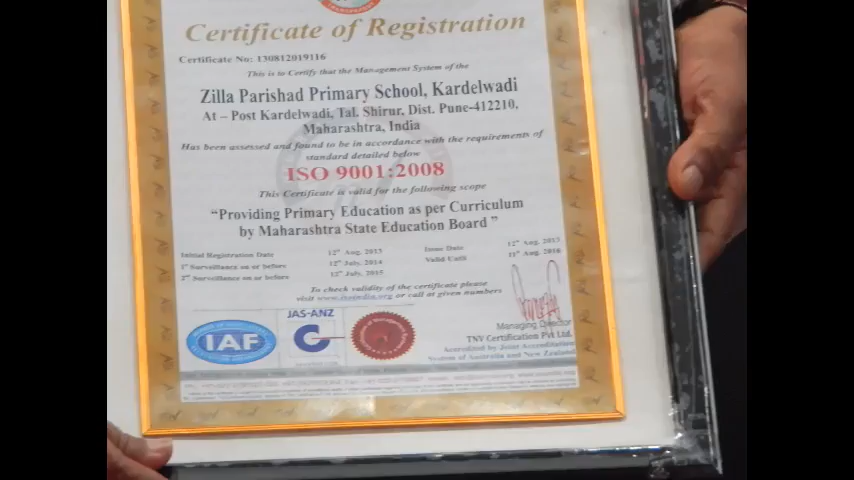 Certificate of Registration
Certificate No: 130812019116
This is to Certify that the Management System of the
Zilla Parishad Primary School, Kardelwadi
At – Post Kardelwadi, Tal. Shirur, Dist. Pune-412210,
Maharashtra, India
Has been assessed and found to be in accordance with the requirements of
standard detailed below
ISO 9001:2008
This Certificate is valid for the following scope
“Providing Primary Education as per Curriculum
by Maharashtra State Education Board ”
Initial Registration Date 12th Aug. 2013 Issue Date 12th Aug. 2013
1st Surveillance on or before 12th July. 2014 Valid Until 11th Aug. 2016
2nd Surveillance on or before 12th July. 2015
To check validity of the certificate please
visit www.isoindia.org or call at given numbers
Managing Director
TNV Certification Pvt Ltd.
Accredited by Joint Accreditation
System of Australia and New Zealand
IAF
JAS-ANZ